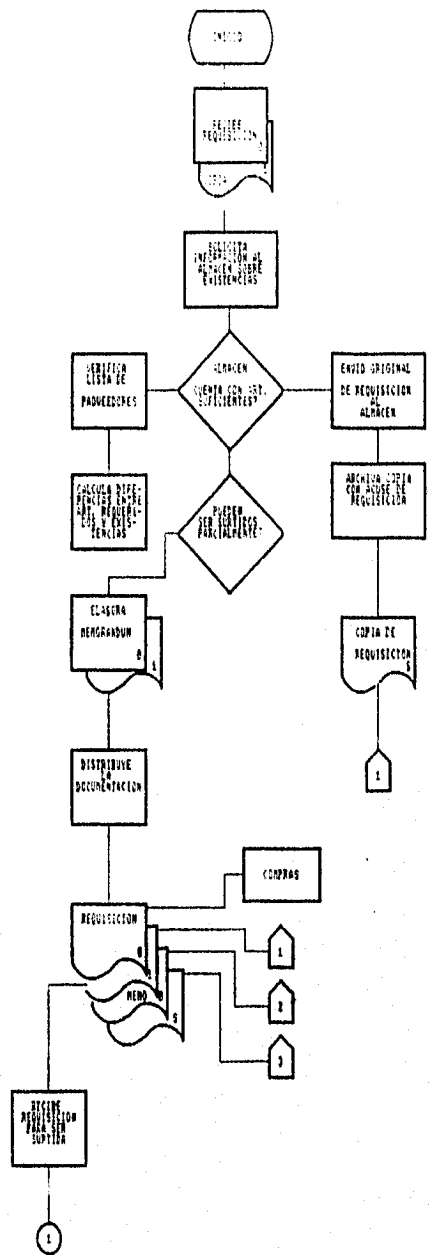 INICIO
RECIBE
REQUISICION
O
COPIA
SOLICITA
INFORMACION AL
ALMACEN SOBRE
EXISTENCIAS
VERIFICA
LISTA DE
PROVEEDORES
ALMACEN
CUENTA CON ART.
SUFICIENTES?
ENVIO ORIGINAL
DE REQUISICION
AL
ALMACEN
CALCULA DIFE-
RENCIAS ENTRE
ART. REQUERI-
DOS Y EXIS-
TENCIAS
PUEDEN
SER SURTIDOS
PARCIALMENTE?
ARCHIVA COPIA
CON ACUSE DE
REQUISICION
ELABORA
MEMORANDUM
O
1
COPIA DE
REQUISICION
S
1
DISTRIBUYE
LA
DOCUMENTACION
COMPRAS
REQUISICION
O
1
MEMO
O
S
1
2
3
RECIBE
REQUISICION
PARA SER
SURTIDA
1